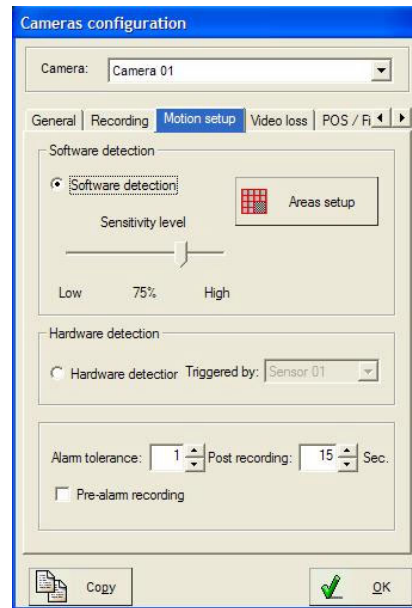 Cameras configuration
Camera: Camera 01
General Recording Motion setup Video loss POS / Fi
Software detection
Software detection
Areas setup
Sensitivity level
Low 75% High
Hardware detection
Hardware detectior Triggered by: Sensor 01
Alarm tolerance: 1 Post recording: 15 Sec.
Pre-alarm recording
Copy OK